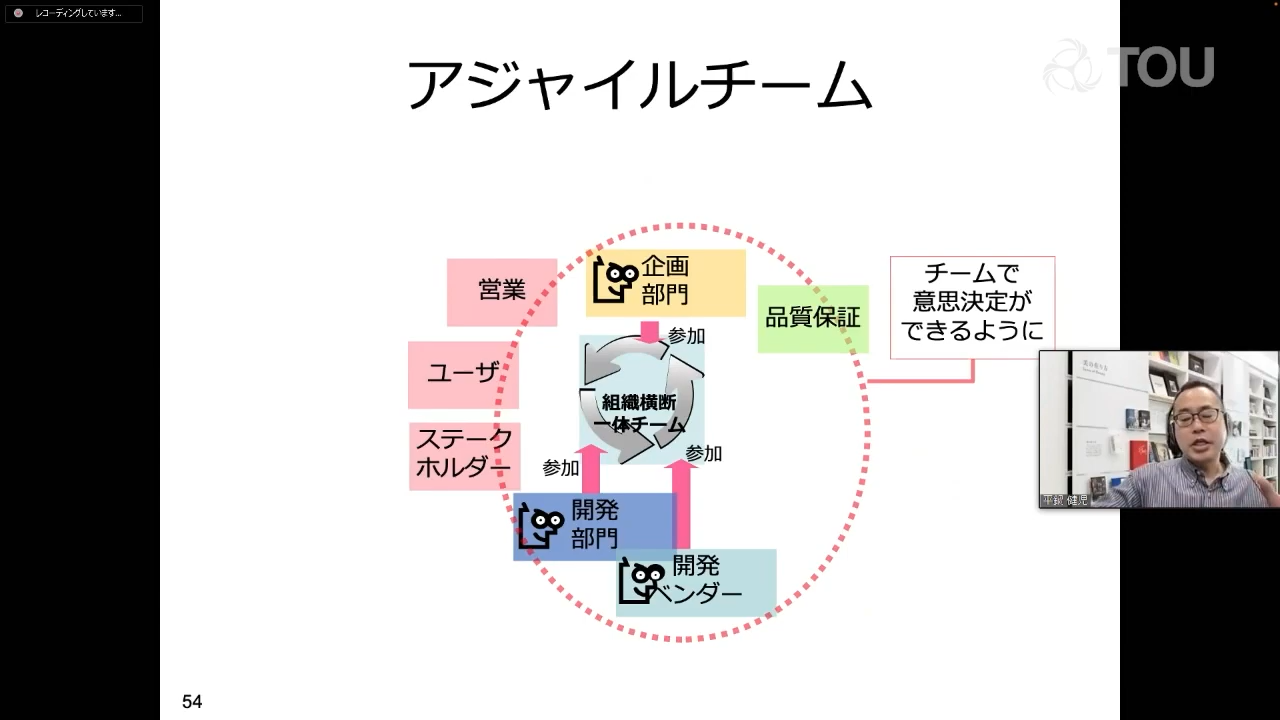 レコーディングしています...
アジャイルチーム
TOU
営業
企画
部門
品質保証
チームで
意思決定が
できるように
参加
ユーザ
組織横断
一体チーム
ステーク
ホルダー
参加
参加
開発
部門
開発
ベンダー
平鍋 健児
54